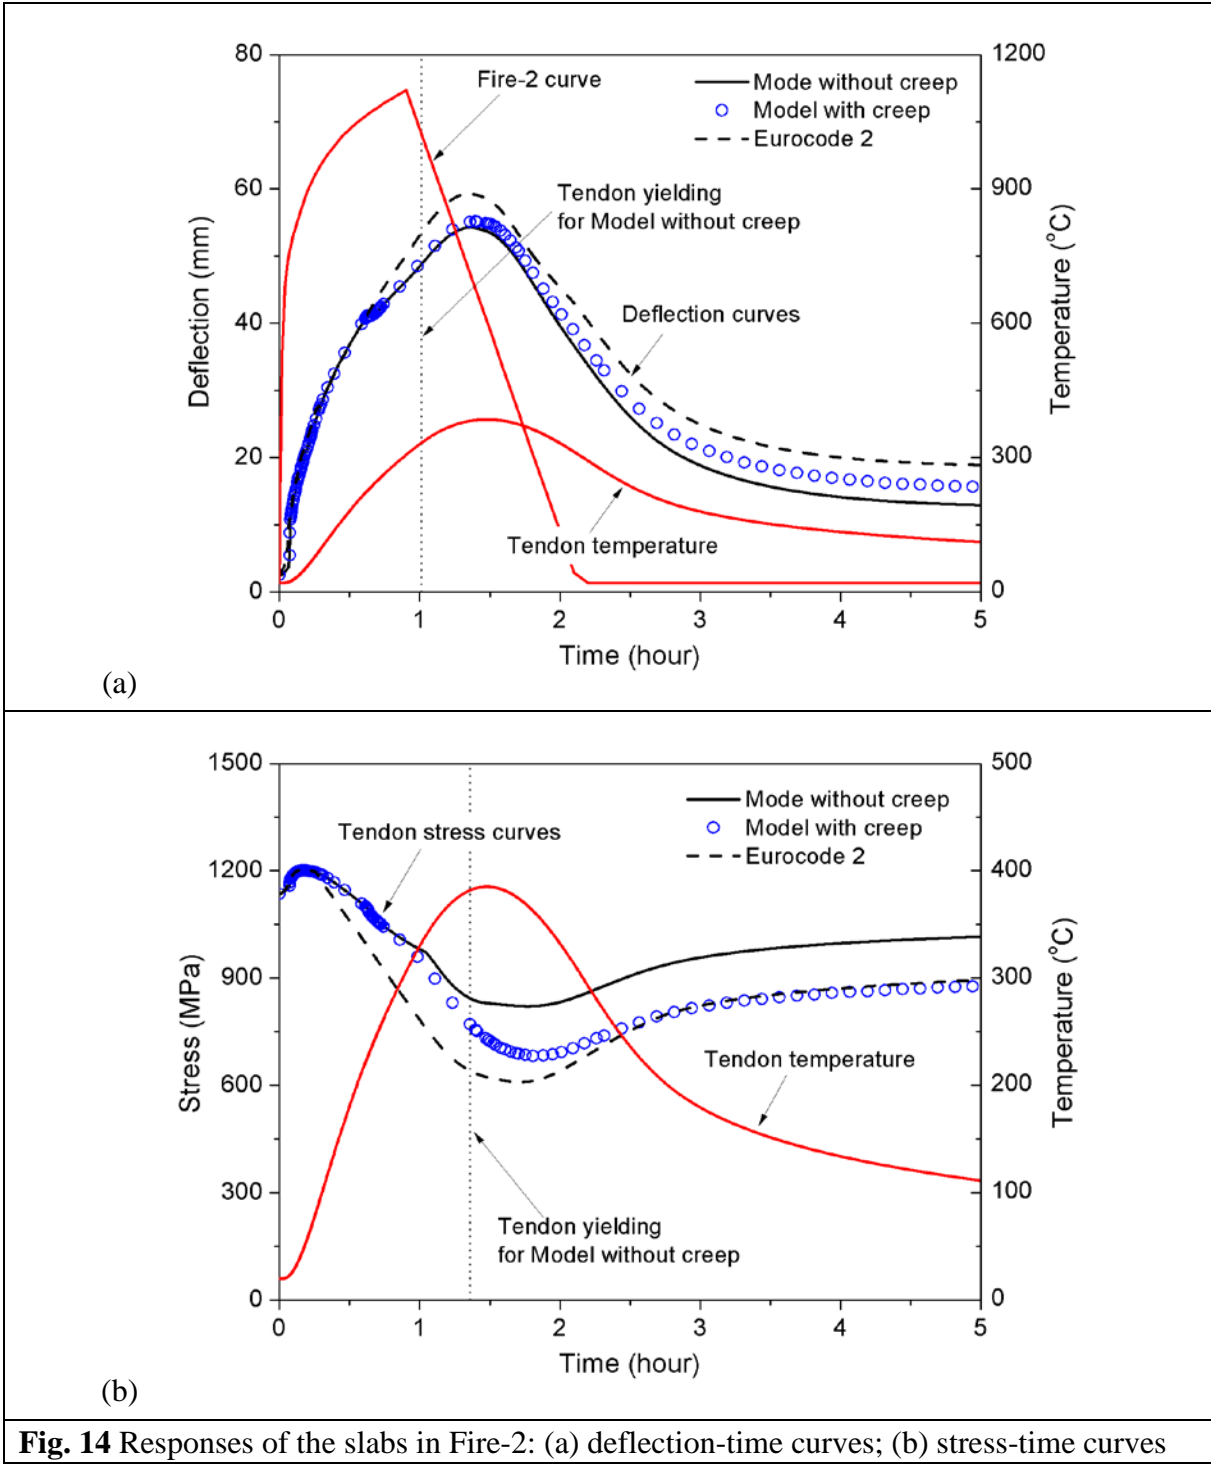 80
60
40
20
0
Deflection (mm)
1200
900
600
300
0
Temperature (°C)
Fire-2 curve
Mode without creep
Model with creep
Eurocode 2
Tendon yielding
for Model without creep
Deflection curves
Tendon temperature
0 1 2 3 4 5
Time (hour)
(a)
1500
1200
900
600
300
0
Stress (MPa)
500
400
300
200
100
0
Temperature (°C)
Mode without creep
Model with creep
Eurocode 2
Tendon stress curves
Tendon temperature
Tendon yielding
for Model without creep
0 1 2 3 4 5
Time (hour)
(b)
Fig. 14 Responses of the slabs in Fire-2: (a) deflection-time curves; (b) stress-time curves